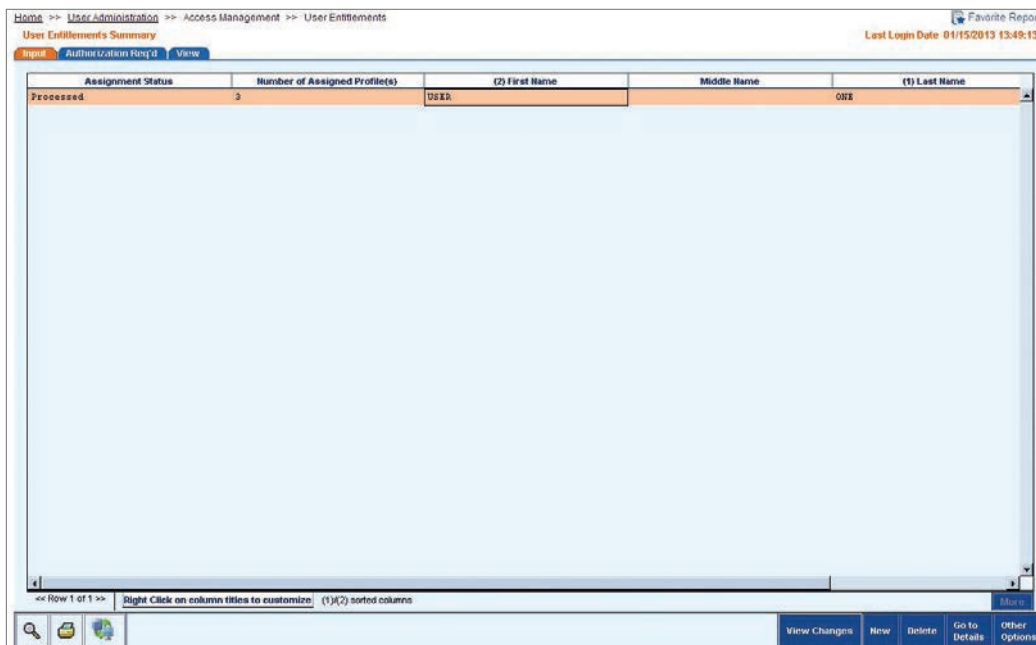 Home >> User Administration >> Access Management >> User Entitlements
Favorite Repor
User Entitlements Summary
Last Login Date 01/15/2013 13:49:13
Input Authorization Req'd View
Assignment Status Number of Assigned Profile(s) (2) First Name Middle Name (1) Last Name
Processed 3 USER ONE
<< Row 1 of 1 >> Right Click on column titles to customize (1)/(2) sorted columns More
View Changes New Delete Go to Details Other Options